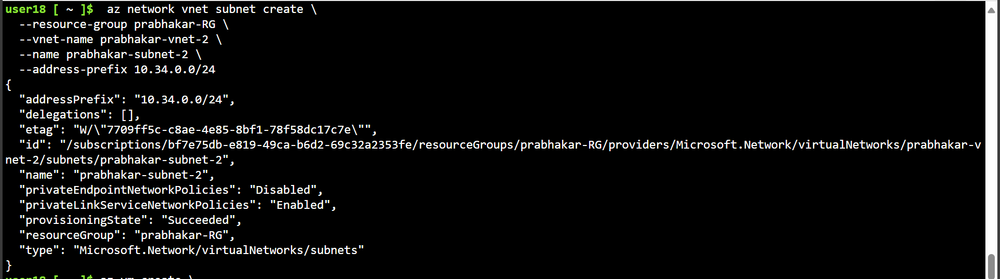 user18 [ ~ ]$  az network vnet subnet create \
  --resource-group prabhakar-RG \
  --vnet-name prabhakar-vnet-2 \
  --name prabhakar-subnet-2 \
  --address-prefix 10.34.0.0/24
{
  "addressPrefix": "10.34.0.0/24",
  "delegations": [],
  "etag": "W/\"7709ff5c-c8ae-4e85-8bf1-78f58dc17c7e\"",
  "id": "/subscriptions/bf7e75db-e819-49ca-b6d2-69c32a2353fe/resourceGroups/prabhakar-RG/providers/Microsoft.Network/virtualNetworks/prabhakar-v
net-2/subnets/prabhakar-subnet-2",
  "name": "prabhakar-subnet-2",
  "privateEndpointNetworkPolicies": "Disabled",
  "privateLinkServiceNetworkPolicies": "Enabled",
  "provisioningState": "Succeeded",
  "resourceGroup": "prabhakar-RG",
  "type": "Microsoft.Network/virtualNetworks/subnets"
}
user18 [ ~ ]$ az vm create \